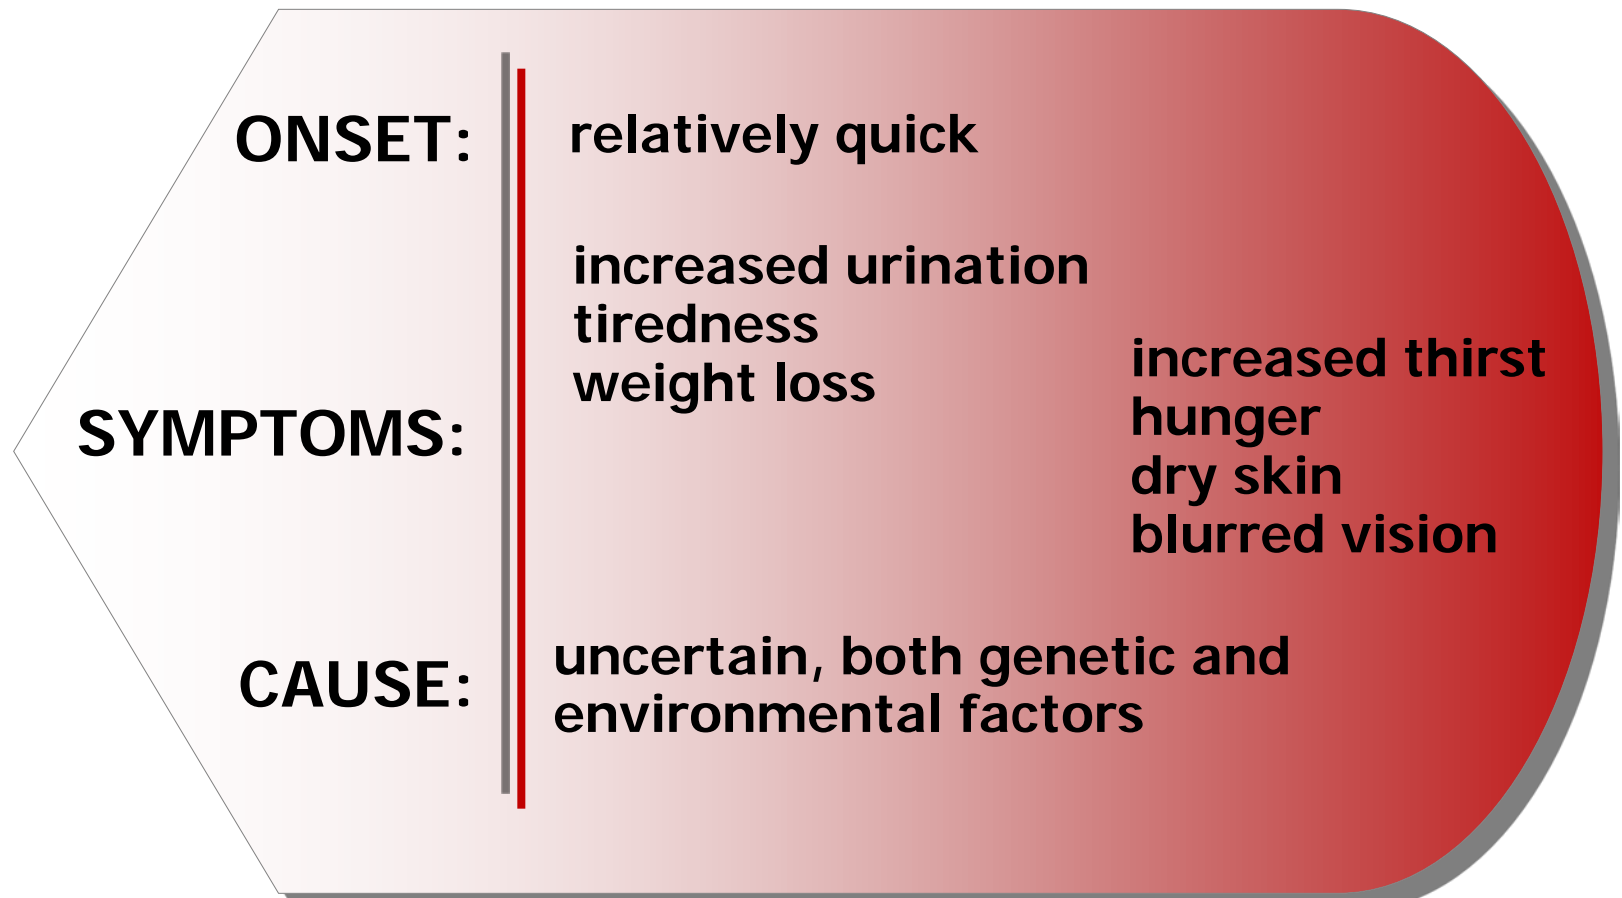 ONSET: relatively quick
SYMPTOMS:
increased urination
tiredness
weight loss
increased thirst
hunger
dry skin
blurred vision
CAUSE:
uncertain, both genetic and
environmental factors